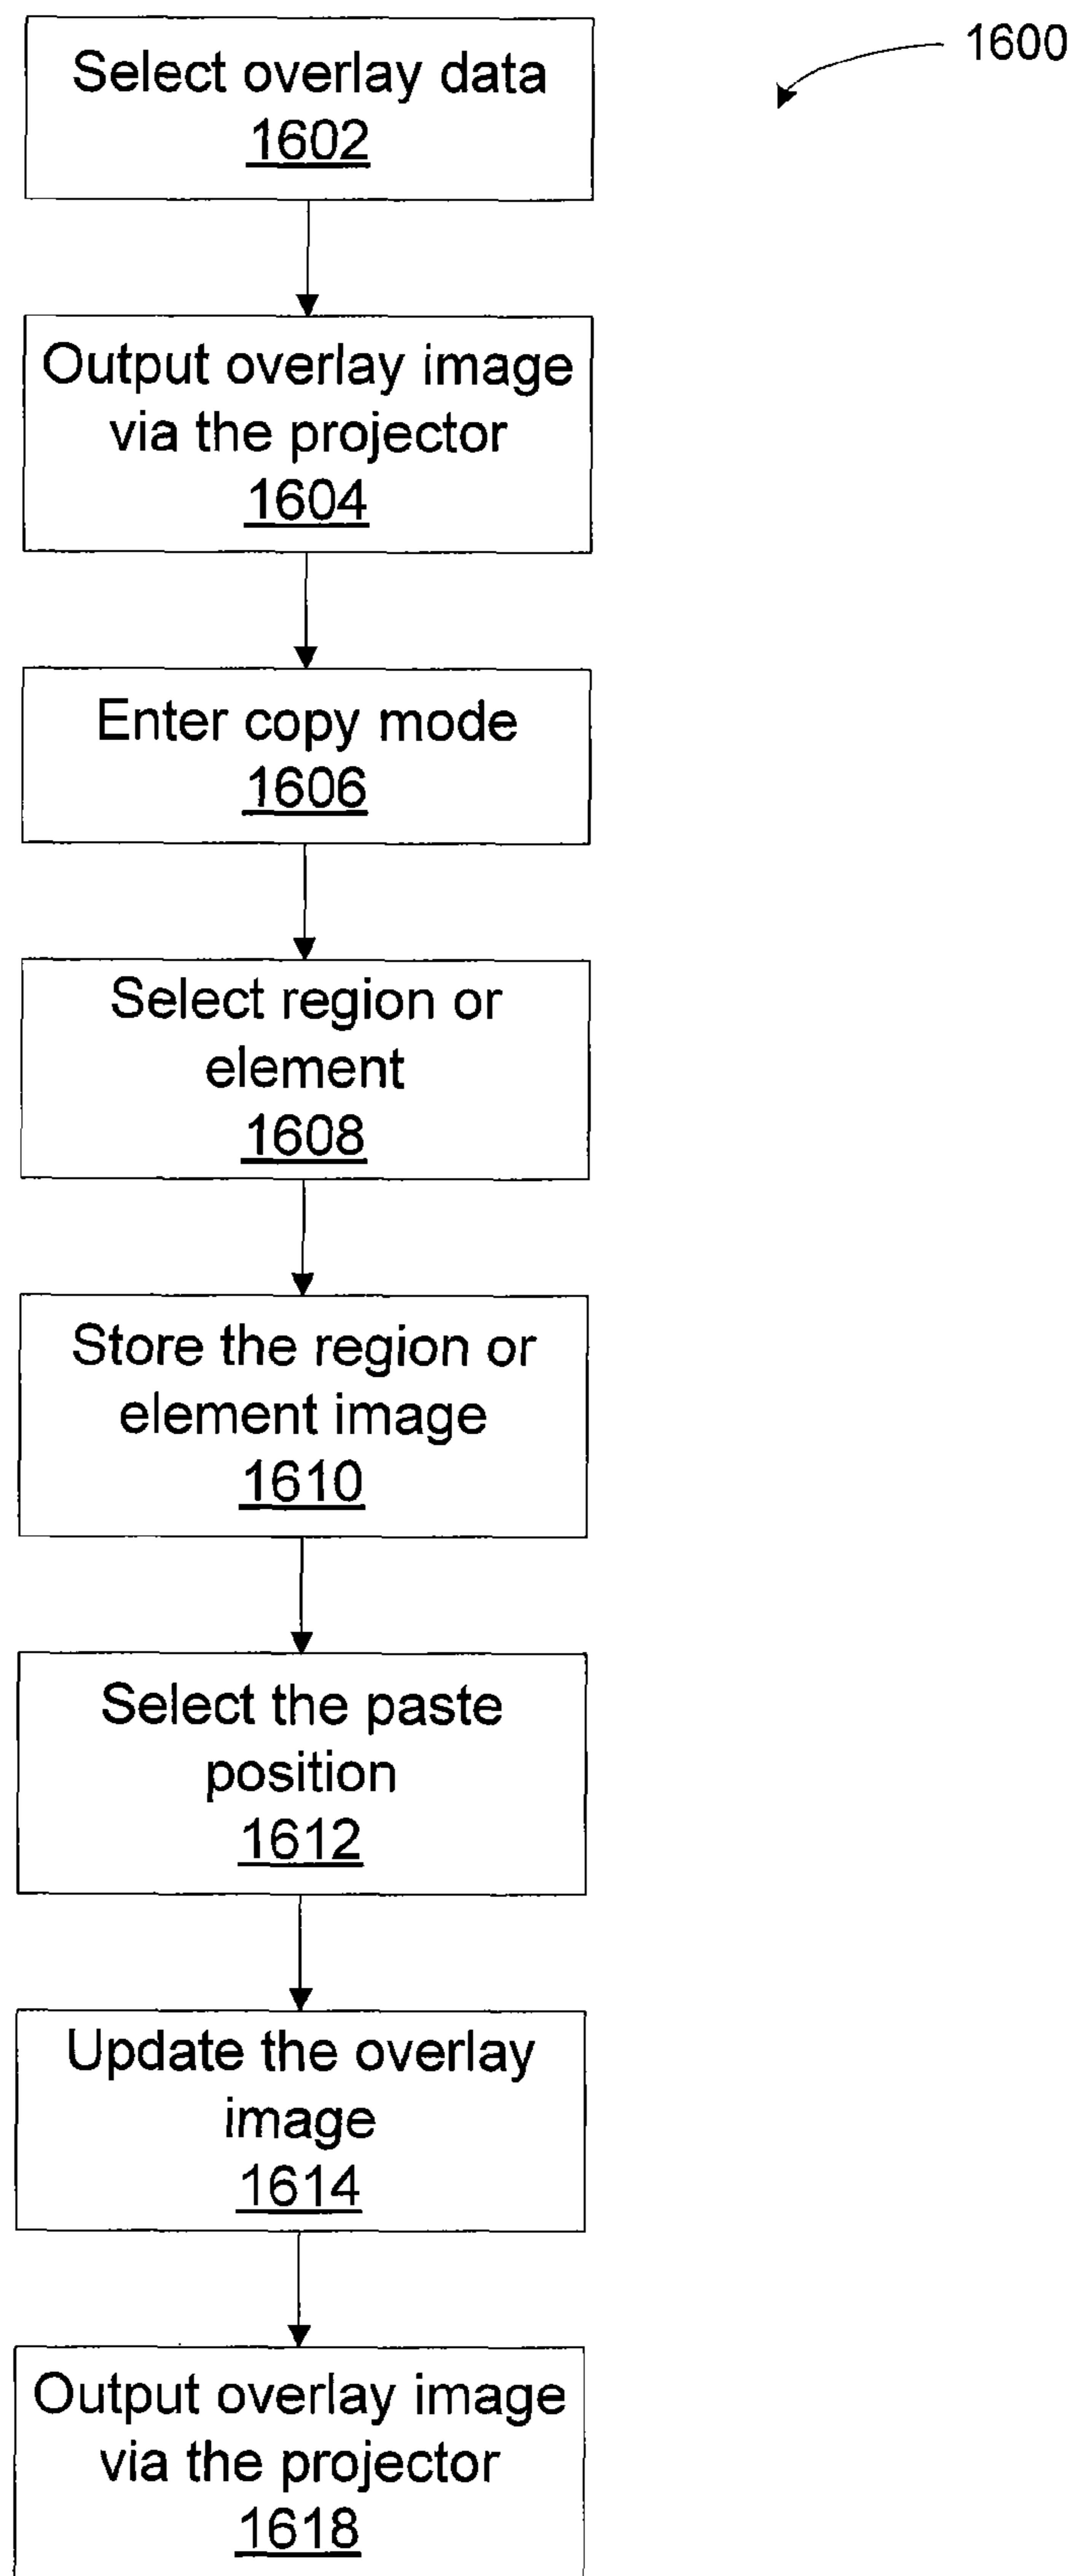 1600
Select overlay data
1602
Output overlay image
via the projector
1604
Enter copy mode
1606
Select region or
element
1608
Store the region or
element image
1610
Select the paste
position
1612
Update the overlay
image
1614
Output overlay image
via the projector
1618